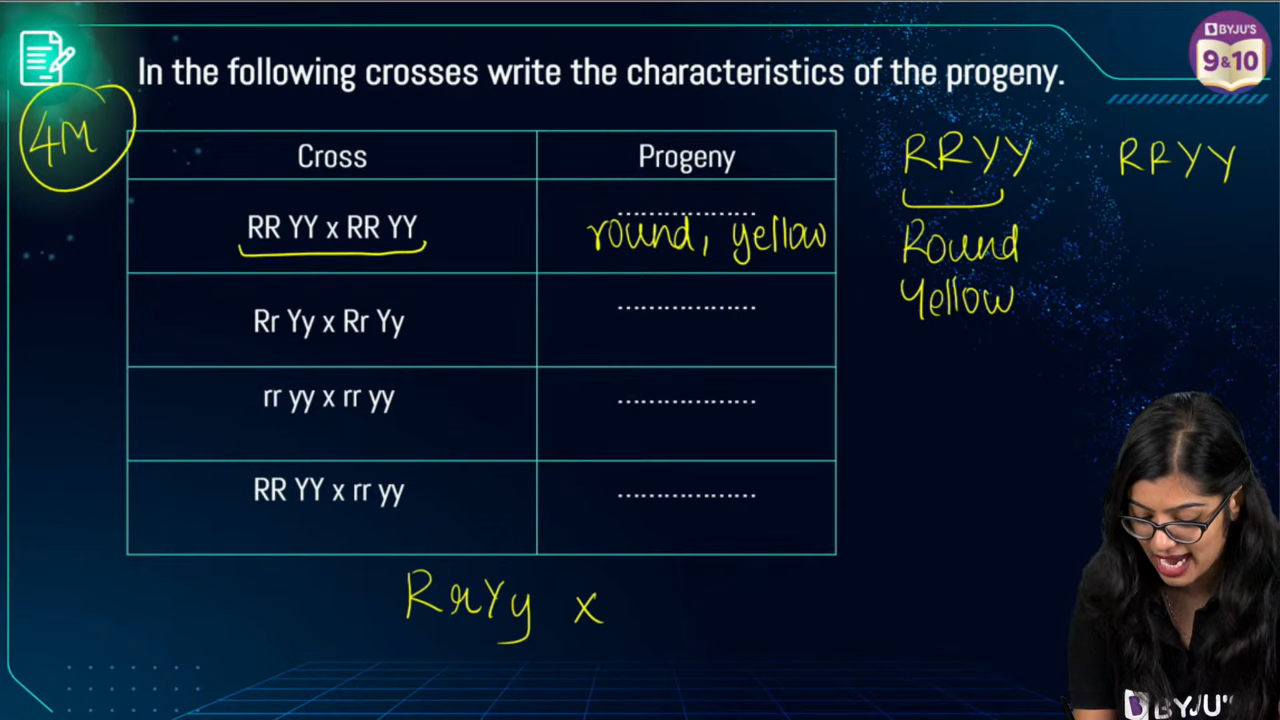 BYJU'S
9&10
In the following crosses write the characteristics of the progeny.
4M
Cross
Progeny
RR YY x RR YY
..................
round, yellow
Rr Yy x Rr Yy
..................
rr yy x rr yy
..................
RR YY x rr yy
..................
RRYY
RRYY
Round
Yellow
RrYy x
BYJU'S